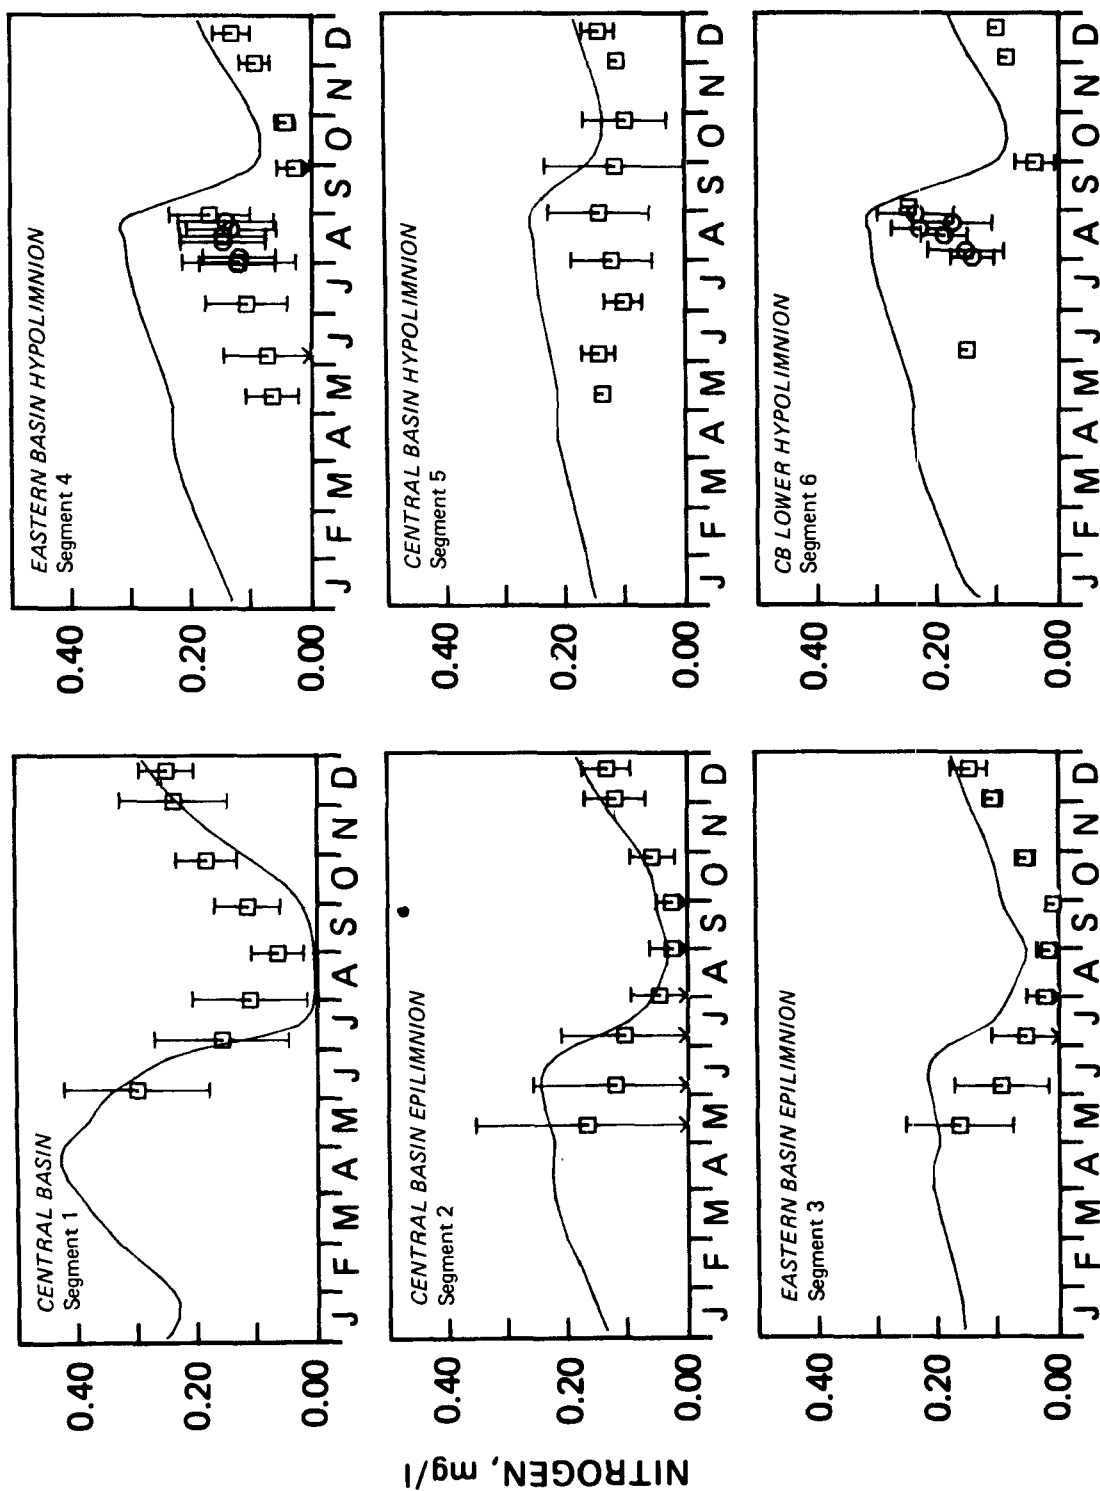 NITROGEN, mg/l
CENTRAL BASIN
Segment 1
0.40
0.20
0.00
J F M A M J J A S O N D
EASTERN BASIN HYPOLIMNION
Segment 4
0.40
0.20
0.00
J F M A M J J A S O N D
CENTRAL BASIN EPILIMNION
Segment 2
0.40
0.20
0.00
J F M A M J J A S O N D
CENTRAL BASIN HYPOLIMNION
Segment 5
0.40
0.20
0.00
J F M A M J J A S O N D
EASTERN BASIN EPILIMNION
Segment 3
0.40
0.20
0.00
J F M A M J J A S O N D
CB LOWER HYPOLIMNION
Segment 6
0.40
0.20
0.00
J F M A M J J A S O N D